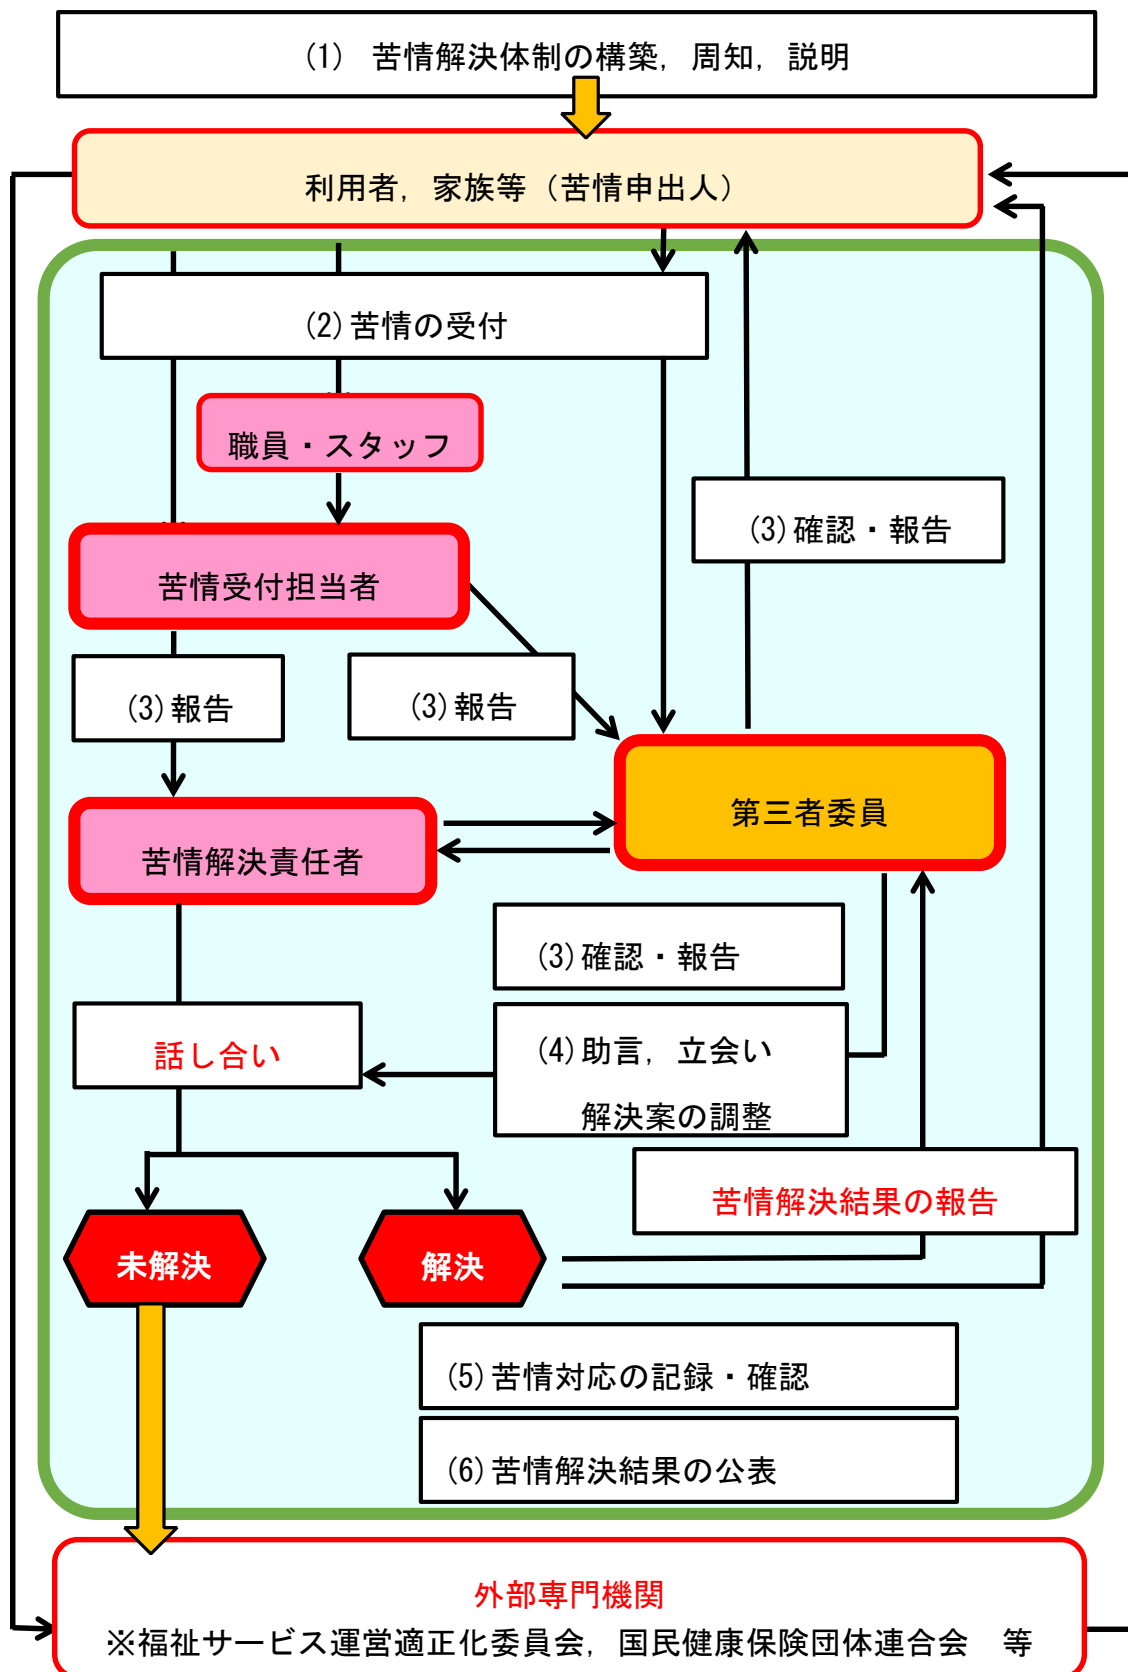 (1) 苦情解決体制の構築，周知，説明
利用者，家族等（苦情申出人）
(2)苦情の受付
職員・スタッフ
(3)確認・報告
苦情受付担当者
(3)報告
(3)報告
第三者委員
苦情解決責任者
(3)確認・報告
(4)助言，立会い
解決案の調整
話し合い
苦情解決結果の報告
未解決
解決
(5)苦情対応の記録・確認
(6)苦情解決結果の公表
外部専門機関
※福祉サービス運営適正化委員会，国民健康保険団体連合会　等